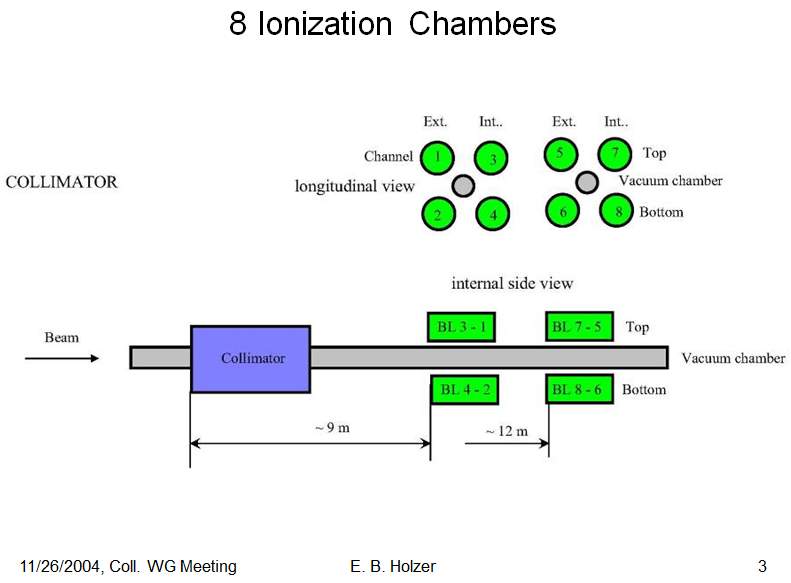 8 Ionization Chambers
Ext. Int.. Ext. Int..
Channel 1 3 5 7 Top
COLLIMATOR longitudinal view Vacuum chamber
2 4 6 8 Bottom
internal side view
Beam BL 3 - 1 BL 7 - 5 Top
Collimator Vacuum chamber
BL 4 - 2 BL 8 - 6 Bottom
~ 9 m ~ 12 m
11/26/2004, Coll. WG Meeting E. B. Holzer 3